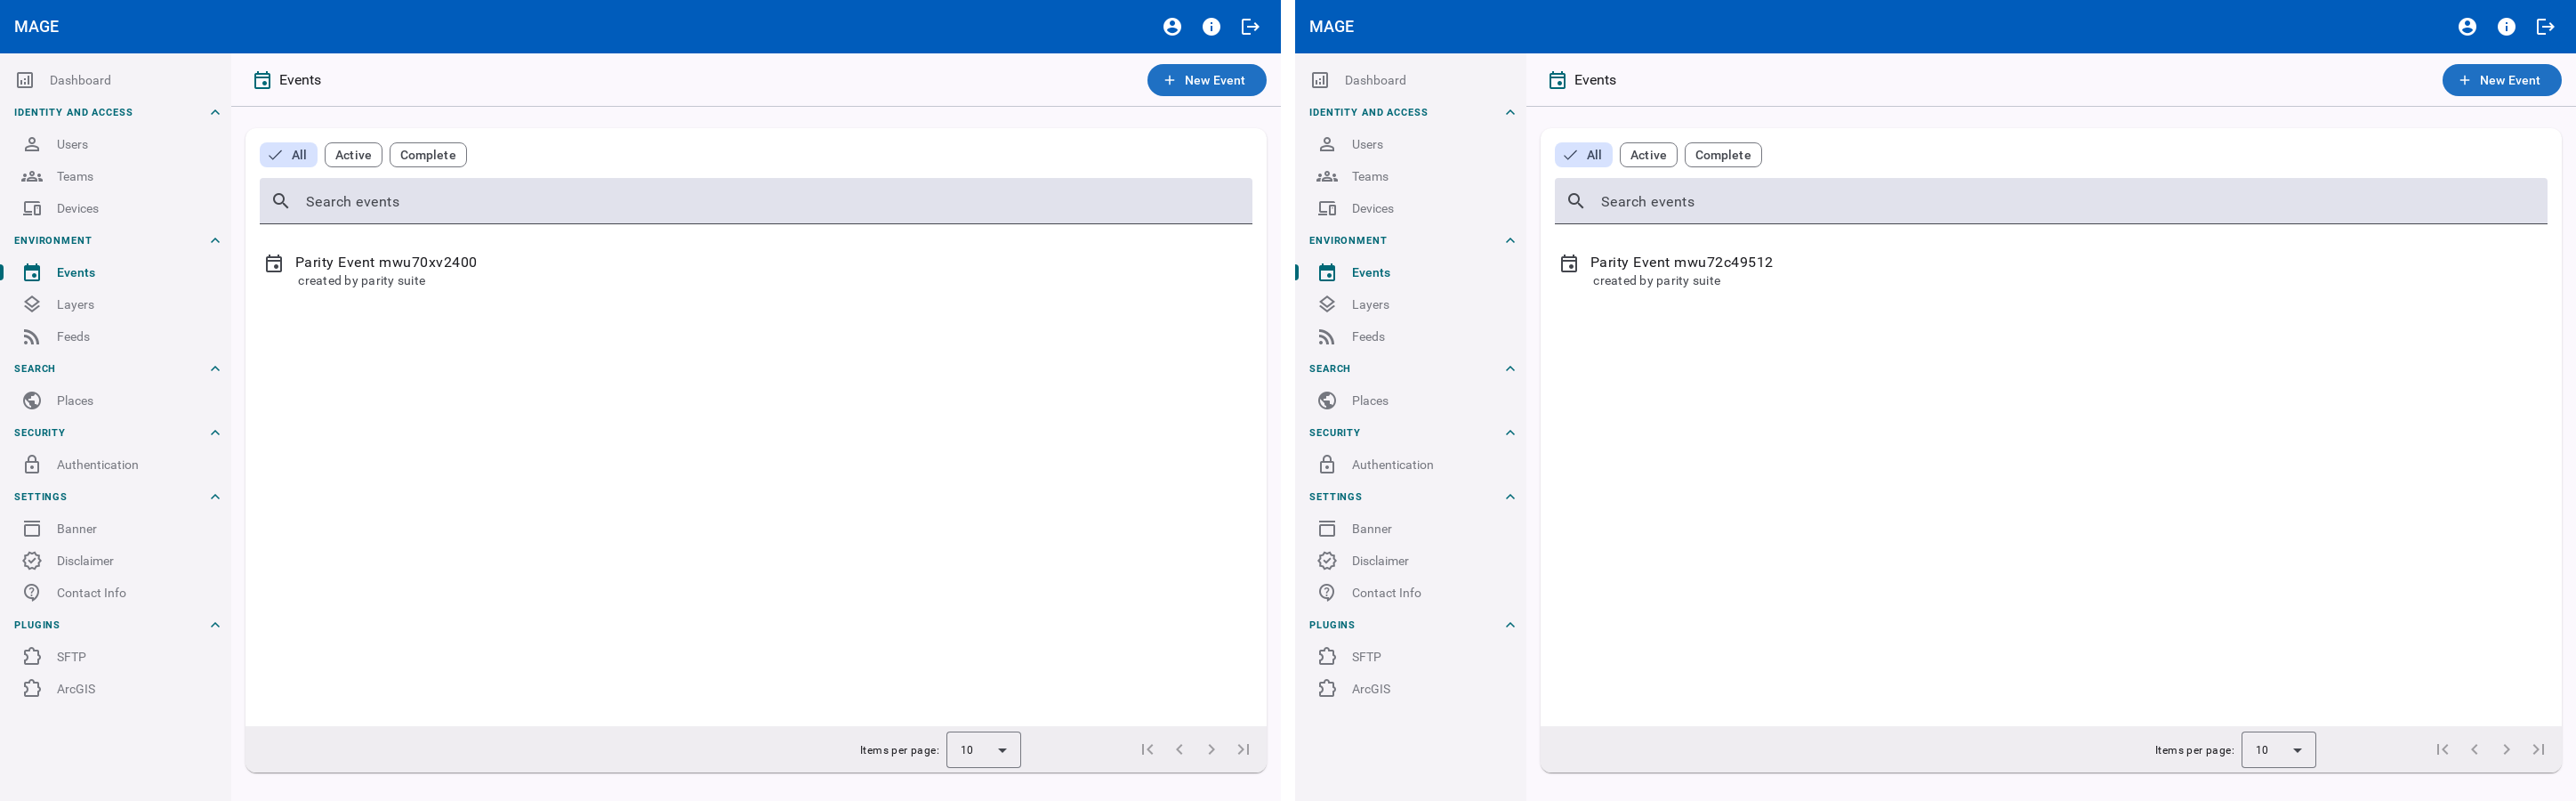 MAGE
Dashboard
IDENTITY AND ACCESS
Users
Teams
Devices
ENVIRONMENT
Events
Layers
Feeds
SEARCH
Places
SECURITY
Authentication
SETTINGS
Banner
Disclaimer
Contact Info
PLUGINS
SFTP
ArcGIS
Events
New Event
All Active Complete
Search events
Parity Event mwu70xv2400
created by parity suite
Items per page: 10
MAGE
Dashboard
IDENTITY AND ACCESS
Users
Teams
Devices
ENVIRONMENT
Events
Layers
Feeds
SEARCH
Places
SECURITY
Authentication
SETTINGS
Banner
Disclaimer
Contact Info
PLUGINS
SFTP
ArcGIS
Events
New Event
All Active Complete
Search events
Parity Event mwu72c49512
created by parity suite
Items per page: 10